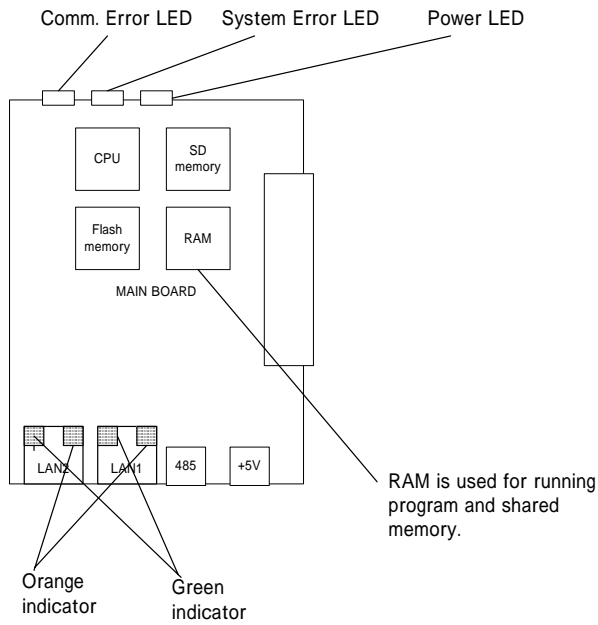 Comm. Error LED System Error LED Power LED
CPU
SD
memory
Flash
memory
RAM
MAIN BOARD
LAN2 LAN1 485 +5V
RAM is used for running
program and shared
memory.
Orange
indicator
Green
indicator